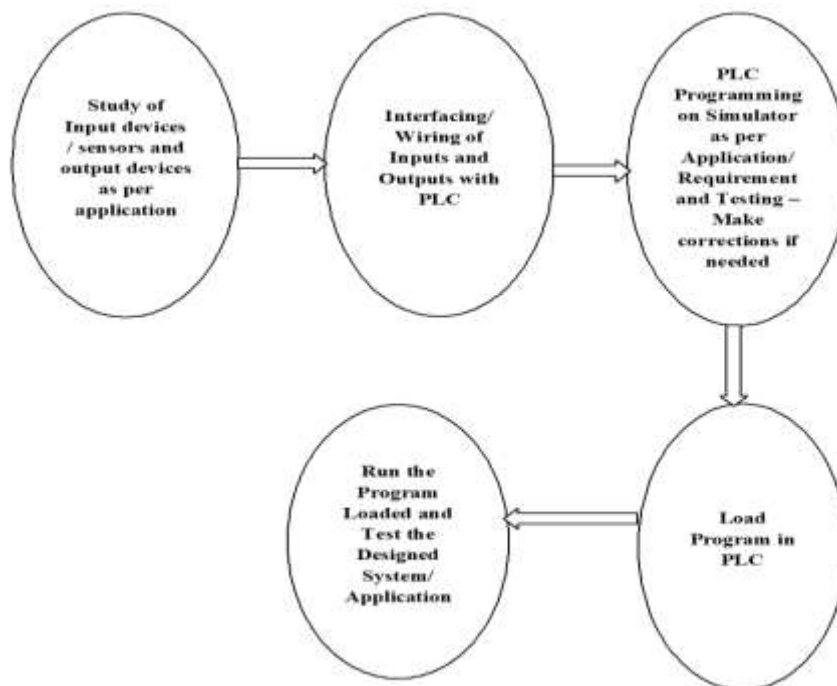 Study of
Input devices
/ sensors and
output devices
as per
application
Interfacing/
Wiring of
Inputs and
Outputs with
PLC
PLC
Programming
on Simulator
as per
Application/
Requirement
and Testing –
Make
corrections if
needed
Load
Program in
PLC
Run the
Program
Loaded and
Test the
Designed
System/
Application